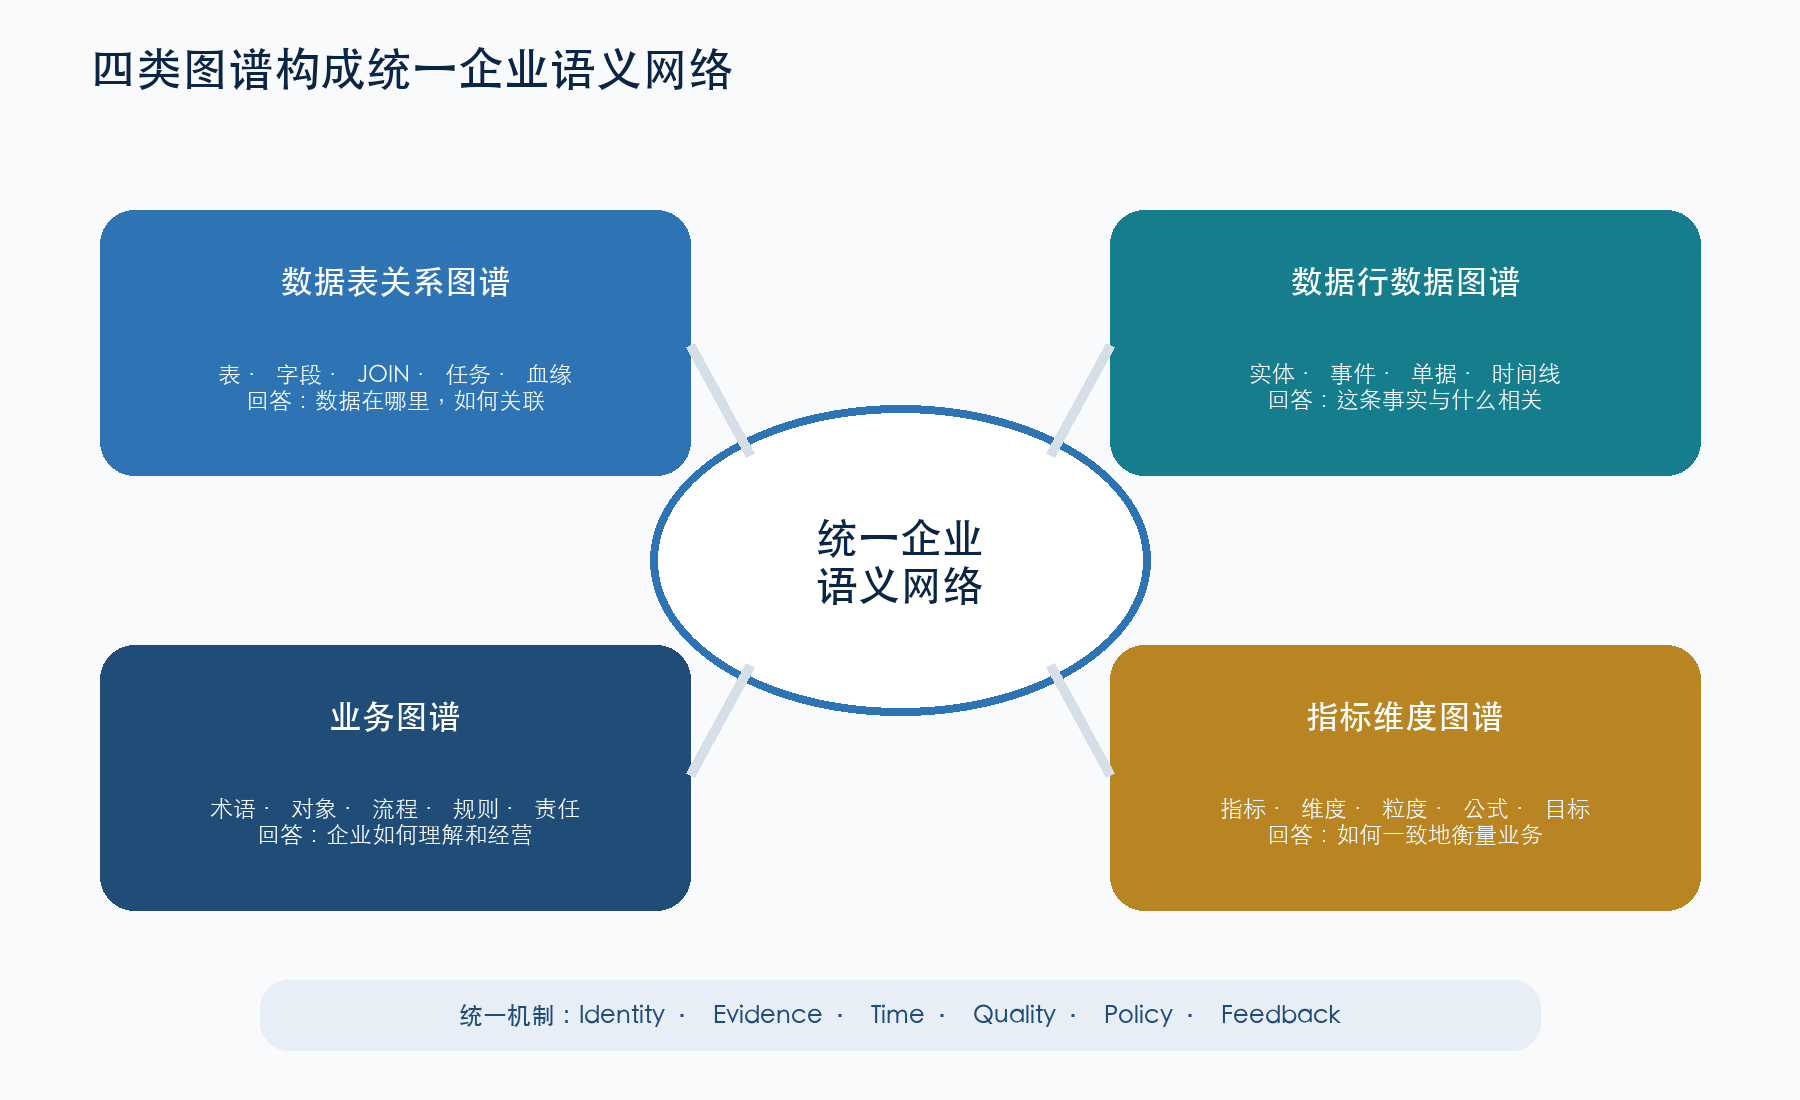 四类图谱构成统一企业语义网络
数据表关系图谱
表 · 字段 · JOIN · 任务 · 血缘
回答：数据在哪里，如何关联
数据行数据图谱
实体 · 事件 · 单据 · 时间线
回答：这条事实与什么相关
统一企业
语义网络
业务图谱
术语 · 对象 · 流程 · 规则 · 责任
回答：企业如何理解和经营
指标维度图谱
指标 · 维度 · 粒度 · 公式 · 目标
回答：如何一致地衡量业务
统一机制：Identity · Evidence · Time · Quality · Policy · Feedback